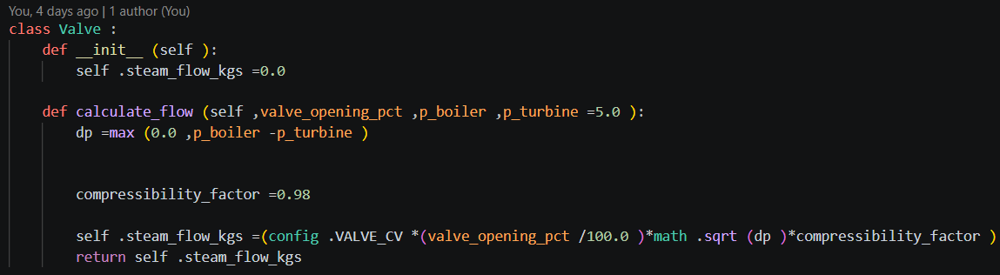 You, 4 days ago | 1 author (You)
class Valve :
    def __init__ (self ):
        self .steam_flow_kgs =0.0
    def calculate_flow (self ,valve_opening_pct ,p_boiler ,p_turbine =5.0 ):
        dp =max (0.0 ,p_boiler -p_turbine )
        compressibility_factor =0.98
        self .steam_flow_kgs =(config .VALVE_CV *(valve_opening_pct /100.0 )*math .sqrt (dp )*compressibility_factor )
        return self .steam_flow_kgs